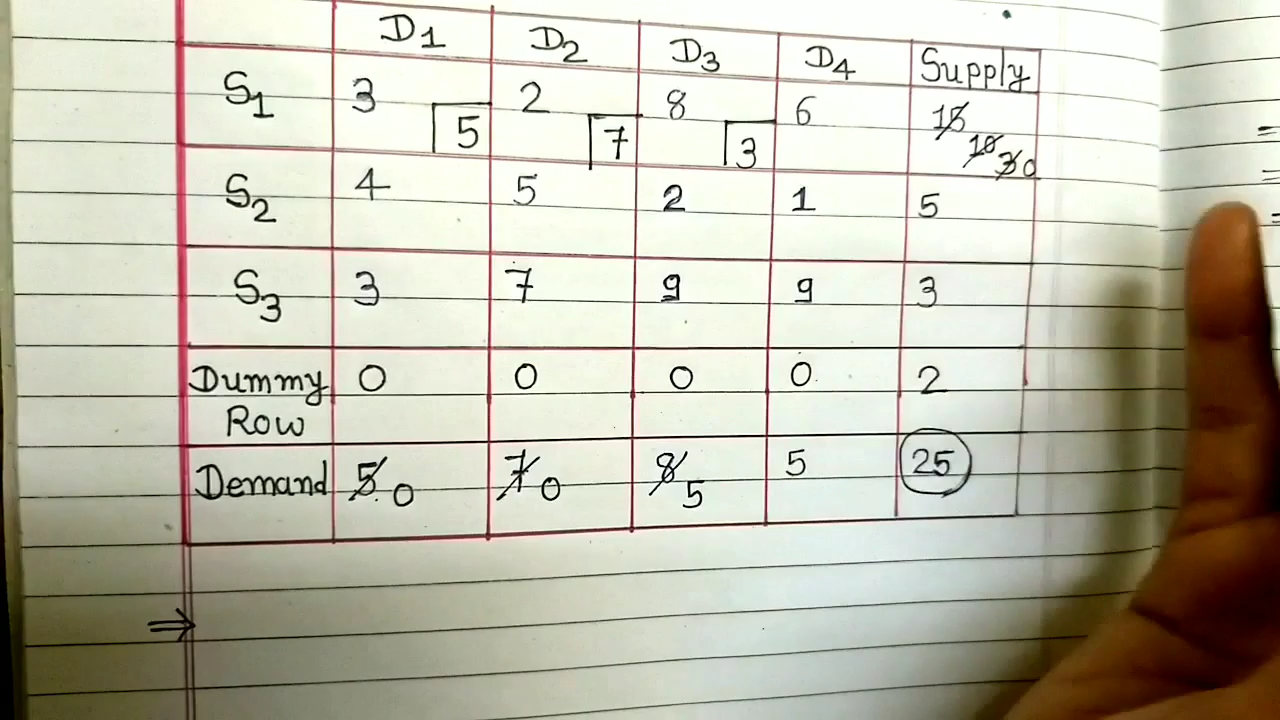 D1 D2 D3 D4 Supply
S1 3 5 2 7 8 3 6 15 10 3 0
S2 4 5 2 1 5
S3 3 7 9 9 3
Dummy Row 0 0 0 0 2
Demand 5 0 7 0 8 5 5 25
⇒